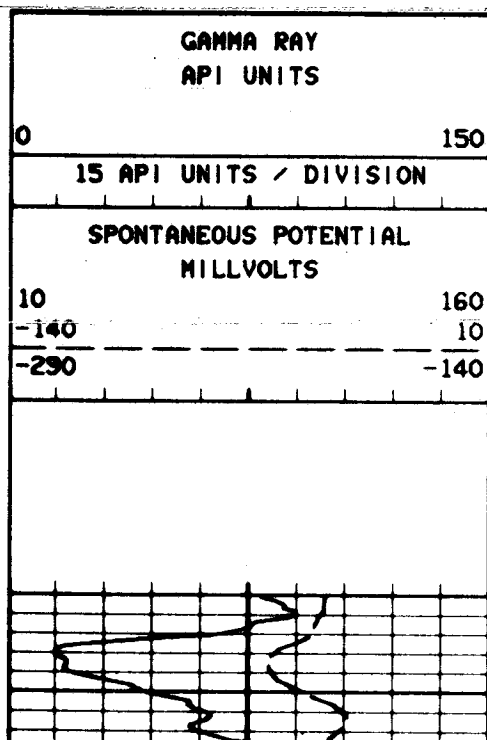 GAMMA RAY
API UNITS
0 150
15 API UNITS / DIVISION
SPONTANEOUS POTENTIAL
MILLVOLTS
10 160
-140 10
-290 -140